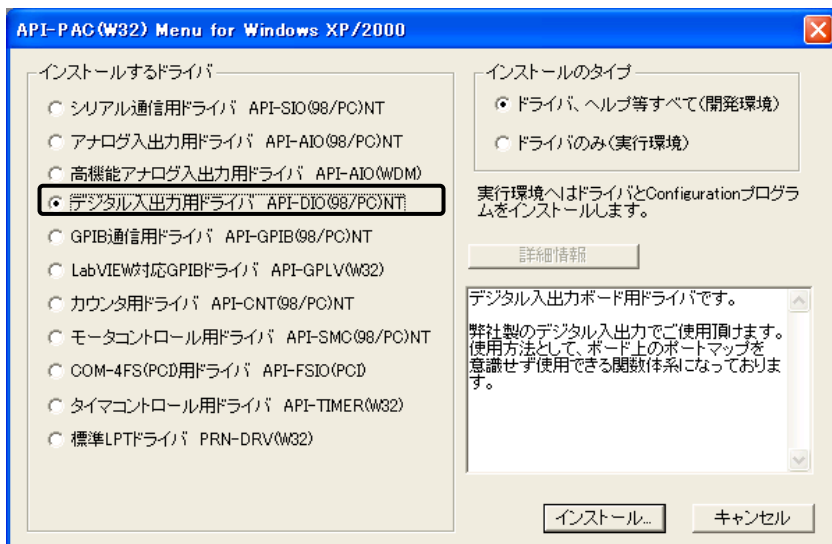 API-PAC(W32) Menu for Windows XP/2000
インストールするドライバ
シリアル通信用ドライバ API-SIO(98/PC)NT
アナログ入出力用ドライバ API-AIO(98/PC)NT
高機能アナログ入出力用ドライバ API-AIO(WDM)
デジタル入出力用ドライバ API-DIO(98/PC)NT
GPIB通信用ドライバ API-GPIB(98/PC)NT
LabVIEW対応GPIBドライバ API-GPLV(W32)
カウンタ用ドライバ API-CNT(98/PC)NT
モータコントロール用ドライバ API-SMC(98/PC)NT
COM-4FS(PCI)用ドライバ API-FSIO(PCI)
タイマコントロール用ドライバ API-TIMER(W32)
標準LPTドライバ PRN-DRV(W32)
インストールのタイプ
ドライバ、ヘルプ等すべて(開発環境)
ドライバのみ(実行環境)
実行環境へはドライバとConfigurationプログラ
ムをインストールします。
詳細情報
デジタル入出力ボード用ドライバです。
弊社製のデジタル入出力でご使用頂けます。
使用方法として、ボード上のポートマップを
意識せず使用できる関数体系になっておりま
す。
インストール...
キャンセル